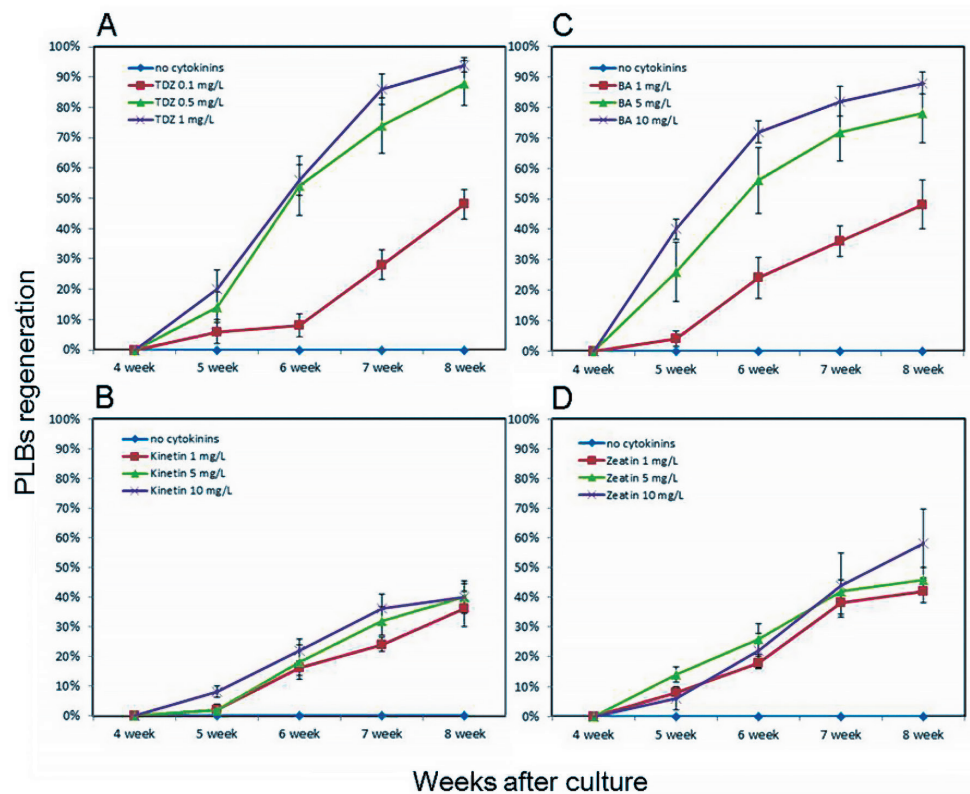 A
100%
90%
80%
70%
60%
50%
40%
30%
20%
10%
0%
no cytokinins
TDZ 0.1 mg/L
TDZ 0.5 mg/L
TDZ 1 mg/L
4 week 5 week 6 week 7 week 8 week
C
100%
90%
80%
70%
60%
50%
40%
30%
20%
10%
0%
no cytokinins
BA 1 mg/L
BA 5 mg/L
BA 10 mg/L
4 week 5 week 6 week 7 week 8 week
PLBs regeneration
B
100%
90%
80%
70%
60%
50%
40%
30%
20%
10%
0%
no cytokinins
Kinetin 1 mg/L
Kinetin 5 mg/L
Kinetin 10 mg/L
4 week 5 week 6 week 7 week 8 week
D
100%
90%
80%
70%
60%
50%
40%
30%
20%
10%
0%
no cytokinins
Zeatin 1 mg/L
Zeatin 5 mg/L
Zeatin 10 mg/L
4 week 5 week 6 week 7 week 8 week
Weeks after culture